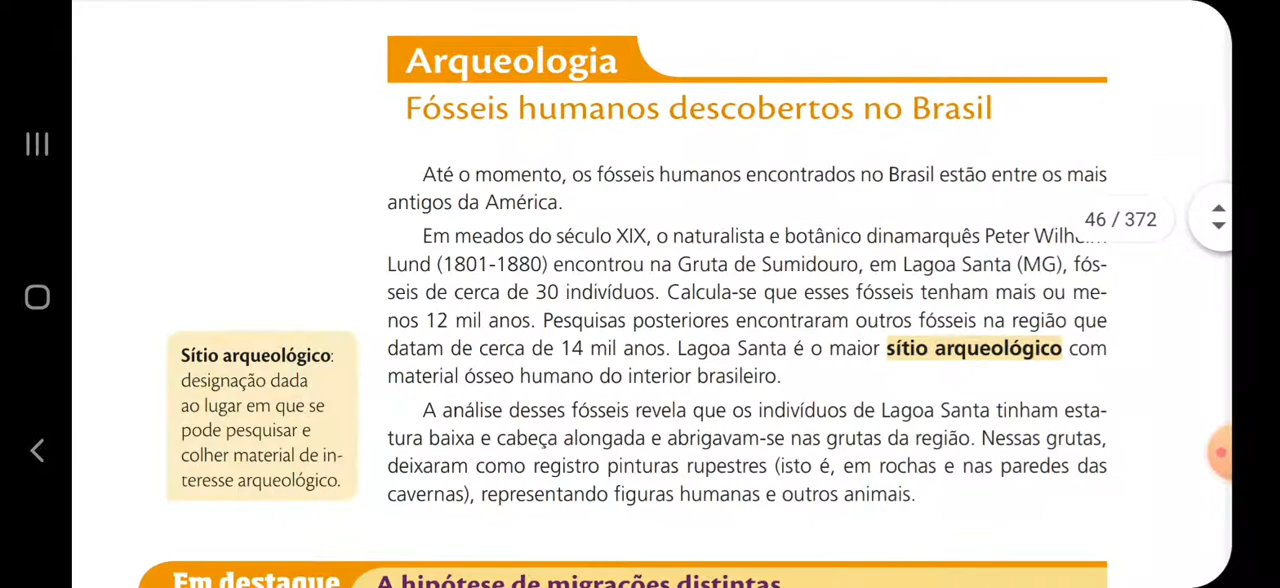 Arqueologia
Fósseis humanos descobertos no Brasil
Até o momento, os fósseis humanos encontrados no Brasil estão entre os mais
antigos da América.
46 / 372
Em meados do século XIX, o naturalista e botânico dinamarquês Peter Wilhelm
Lund (1801-1880) encontrou na Gruta de Sumidouro, em Lagoa Santa (MG), fós-
seis de cerca de 30 indivíduos. Calcula-se que esses fósseis tenham mais ou me-
nos 12 mil anos. Pesquisas posteriores encontraram outros fósseis na região que
datam de cerca de 14 mil anos. Lagoa Santa é o maior sítio arqueológico com
material ósseo humano do interior brasileiro.
Sítio arqueológico:
designação dada
ao lugar em que se
pode pesquisar e
colher material de in-
teresse arqueológico.
A análise desses fósseis revela que os indivíduos de Lagoa Santa tinham esta-
tura baixa e cabeça alongada e abrigavam-se nas grutas da região. Nessas grutas,
deixaram como registro pinturas rupestres (isto é, em rochas e nas paredes das
cavernas), representando figuras humanas e outros animais.
Em destaque
A hipótese de migrações distintas